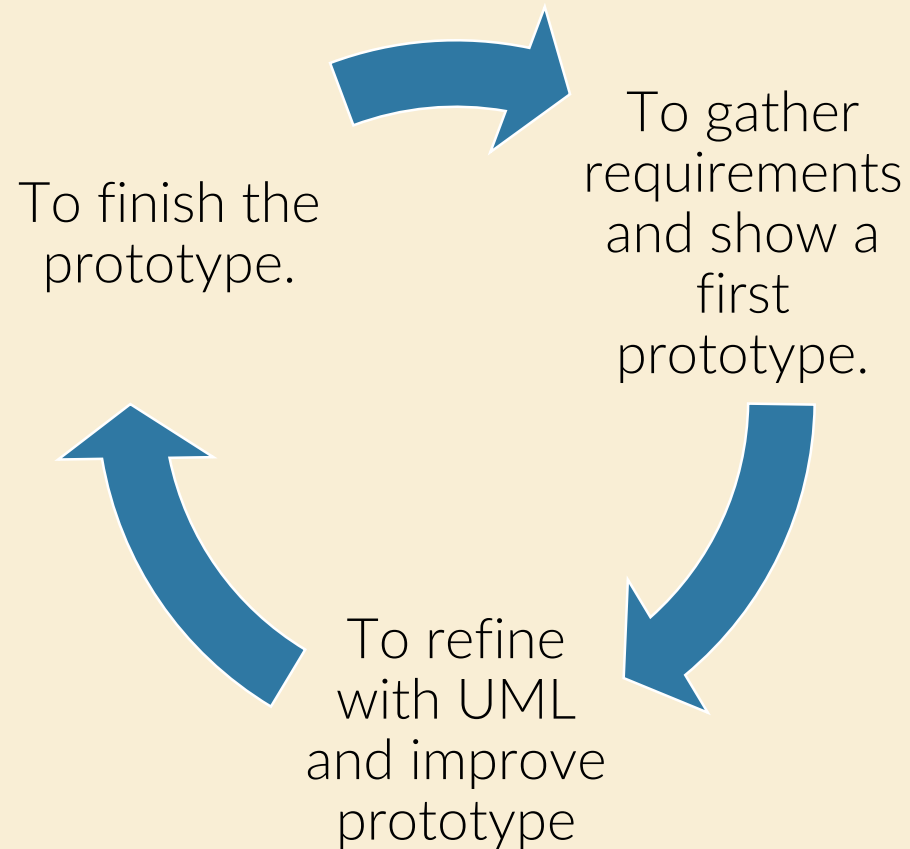 To gather
requirements
and show a
first
prototype.
To refine
with UML
and improve
prototype
To finish the
prototype.